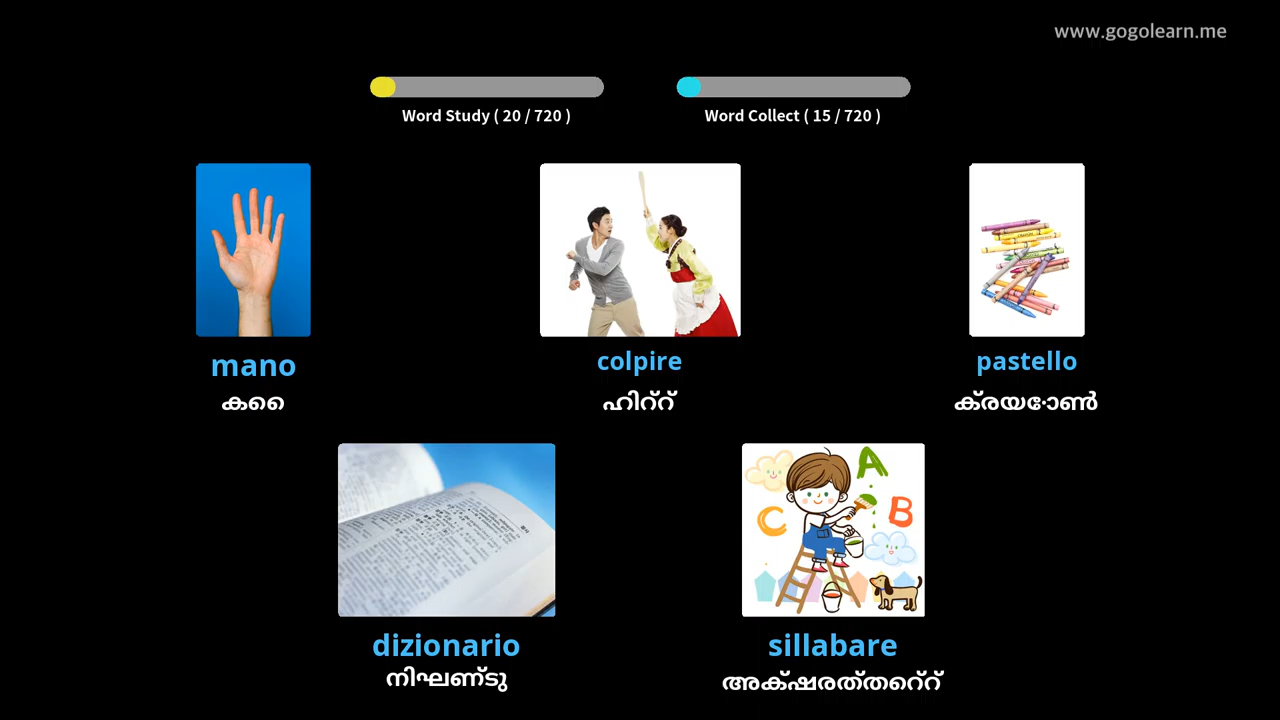 www.gogolearn.me
Word Study ( 20 / 720 )
Word Collect ( 15 / 720 )
mano
colpire
pastello
കൈ
ഹിറ്റ്
ക്രയോൺ
dizionario
sillabare
നിഘണ്ടു
അക്ഷരത്തെറ്റ്